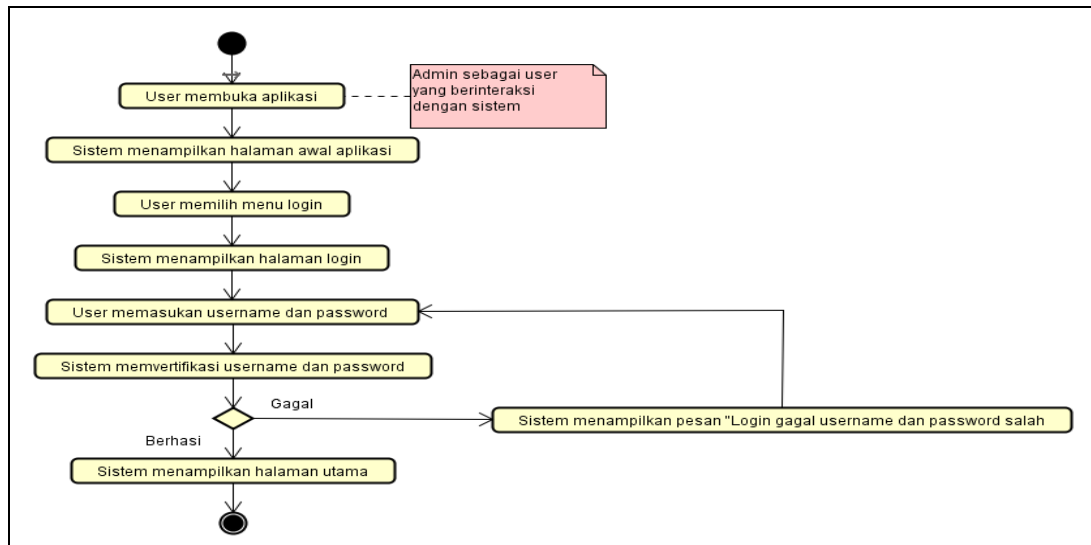 Admin sebagai user
yang berinteraksi
dengan sistem
User membuka aplikasi
Sistem menampilkan halaman awal aplikasi
User memilih menu login
Sistem menampilkan halaman login
User memasukan username dan password
Sistem memvertifikasi username dan password
Gagal
Sistem menampilkan pesan "Login gagal username dan password salah
Berhasi
Sistem menampilkan halaman utama